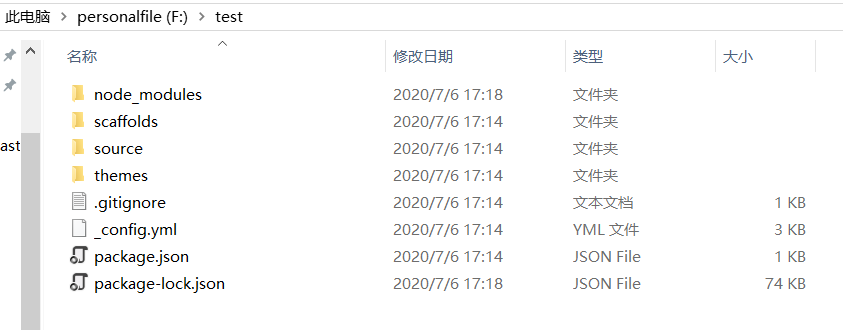 此电脑 > personalfile (F:) > test
名称 修改日期 类型 大小
node_modules 2020/7/6 17:18 文件夹
scaffolds 2020/7/6 17:14 文件夹
source 2020/7/6 17:14 文件夹
ast
themes 2020/7/6 17:14 文件夹
.gitignore 2020/7/6 17:14 文本文档 1 KB
_config.yml 2020/7/6 17:14 YML 文件 3 KB
package.json 2020/7/6 17:14 JSON File 1 KB
package-lock.json 2020/7/6 17:18 JSON File 74 KB